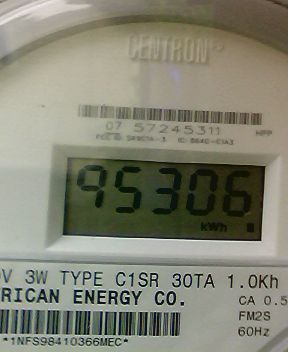 CENTRON
07 57245311
HPP
95306
kWh
V 3W TYPE C1SR 30TA 1.0Kh
RICAN ENERGY CO.
CA 0.5
FM2S
60Hz
*1NFS98410366MEC*